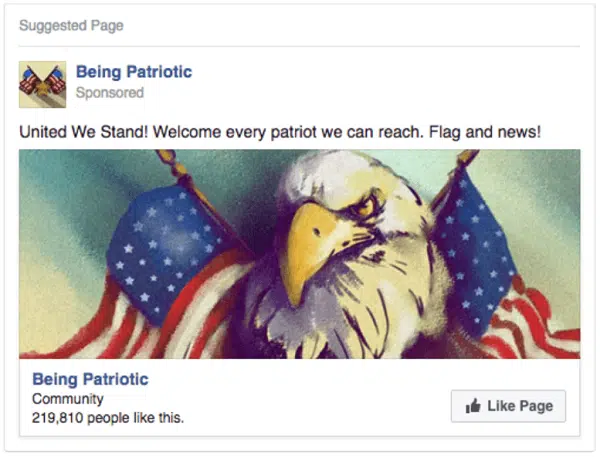 Suggested Page
Being Patriotic
Sponsored
United We Stand! Welcome every patriot we can reach. Flag and news!
Being Patriotic
Community
219,810 people like this.
Like Page